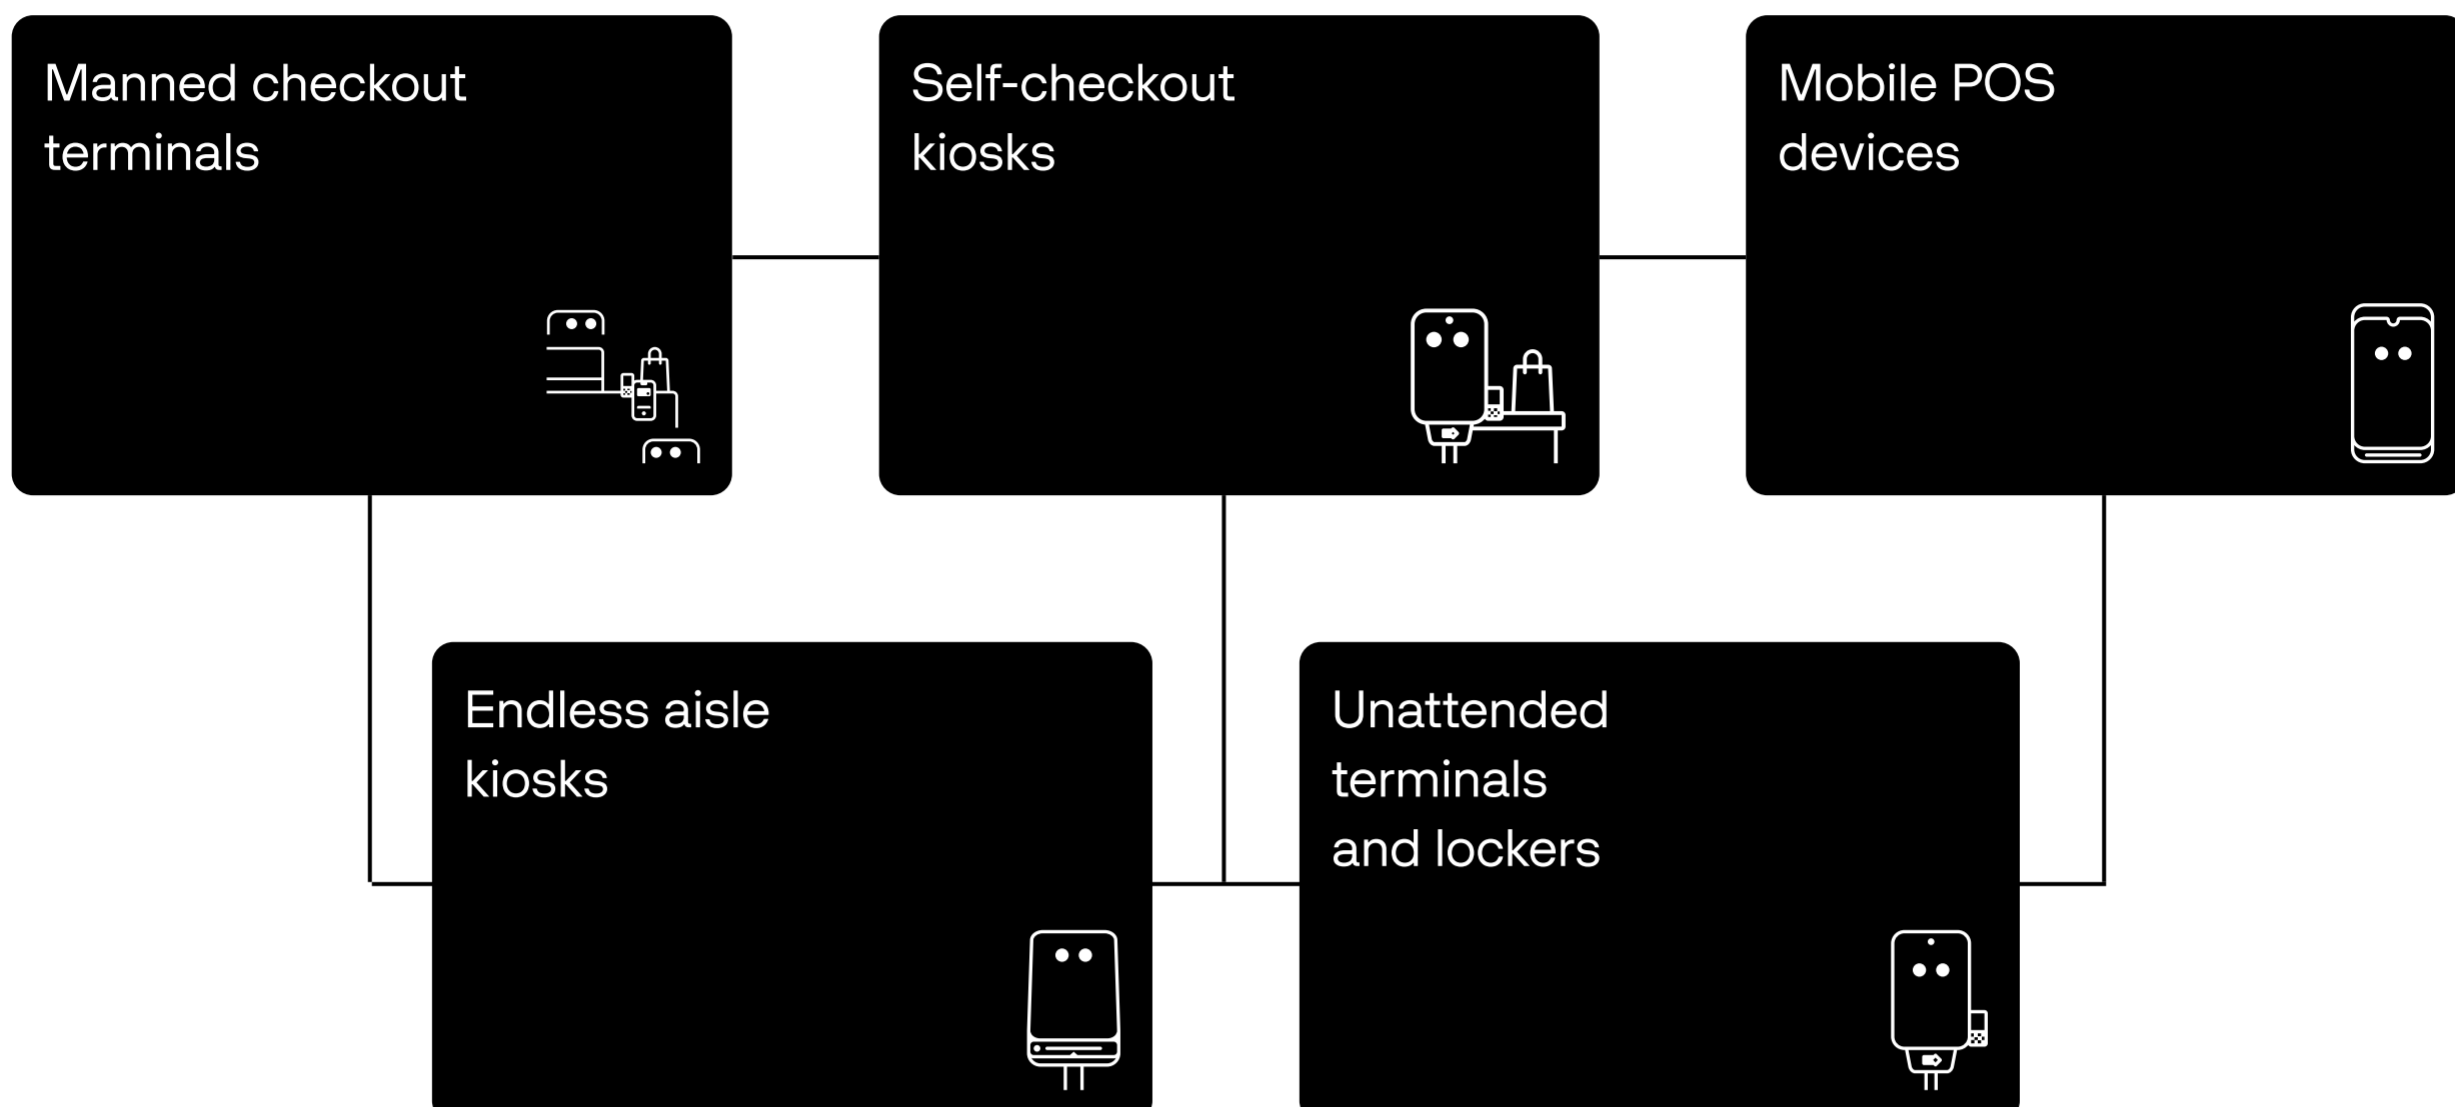 Manned checkout
terminals
Self-checkout
kiosks
Mobile POS
devices
Endless aisle
kiosks
Unattended
terminals
and lockers